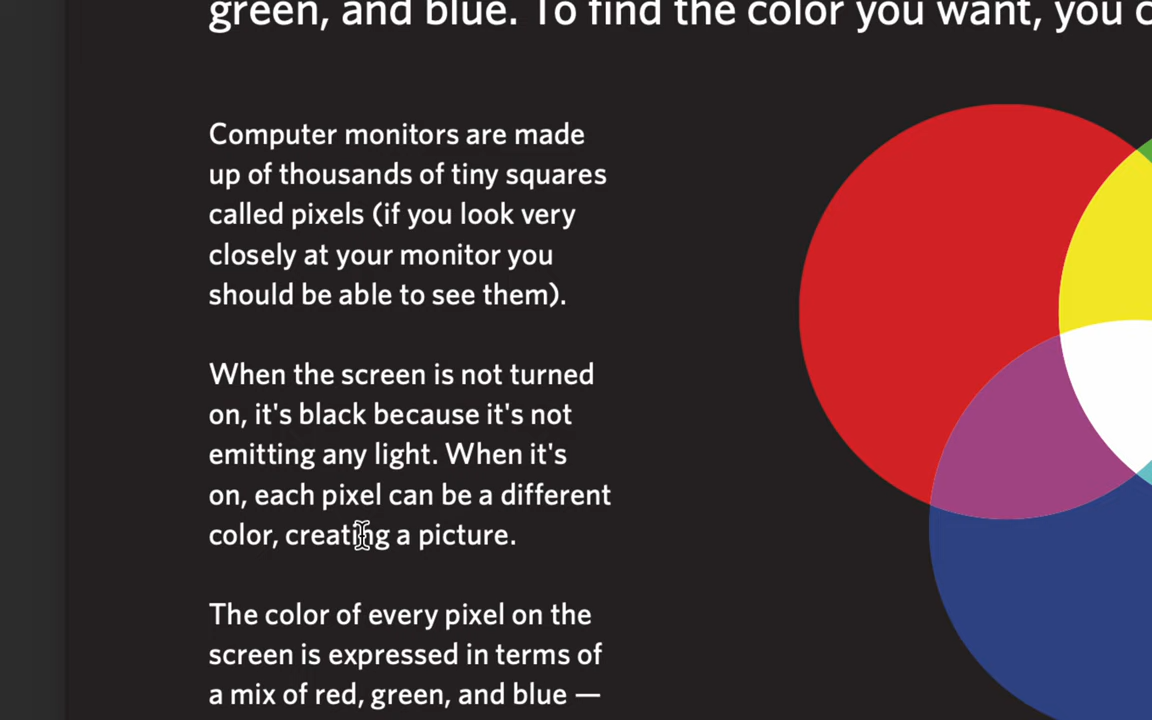 green, and blue. To find the color you want, you c
Computer monitors are made
up of thousands of tiny squares
called pixels (if you look very
closely at your monitor you
should be able to see them).
When the screen is not turned
on, it's black because it's not
emitting any light. When it's
on, each pixel can be a different
color, creating a picture.
The color of every pixel on the
screen is expressed in terms of
a mix of red, green, and blue —